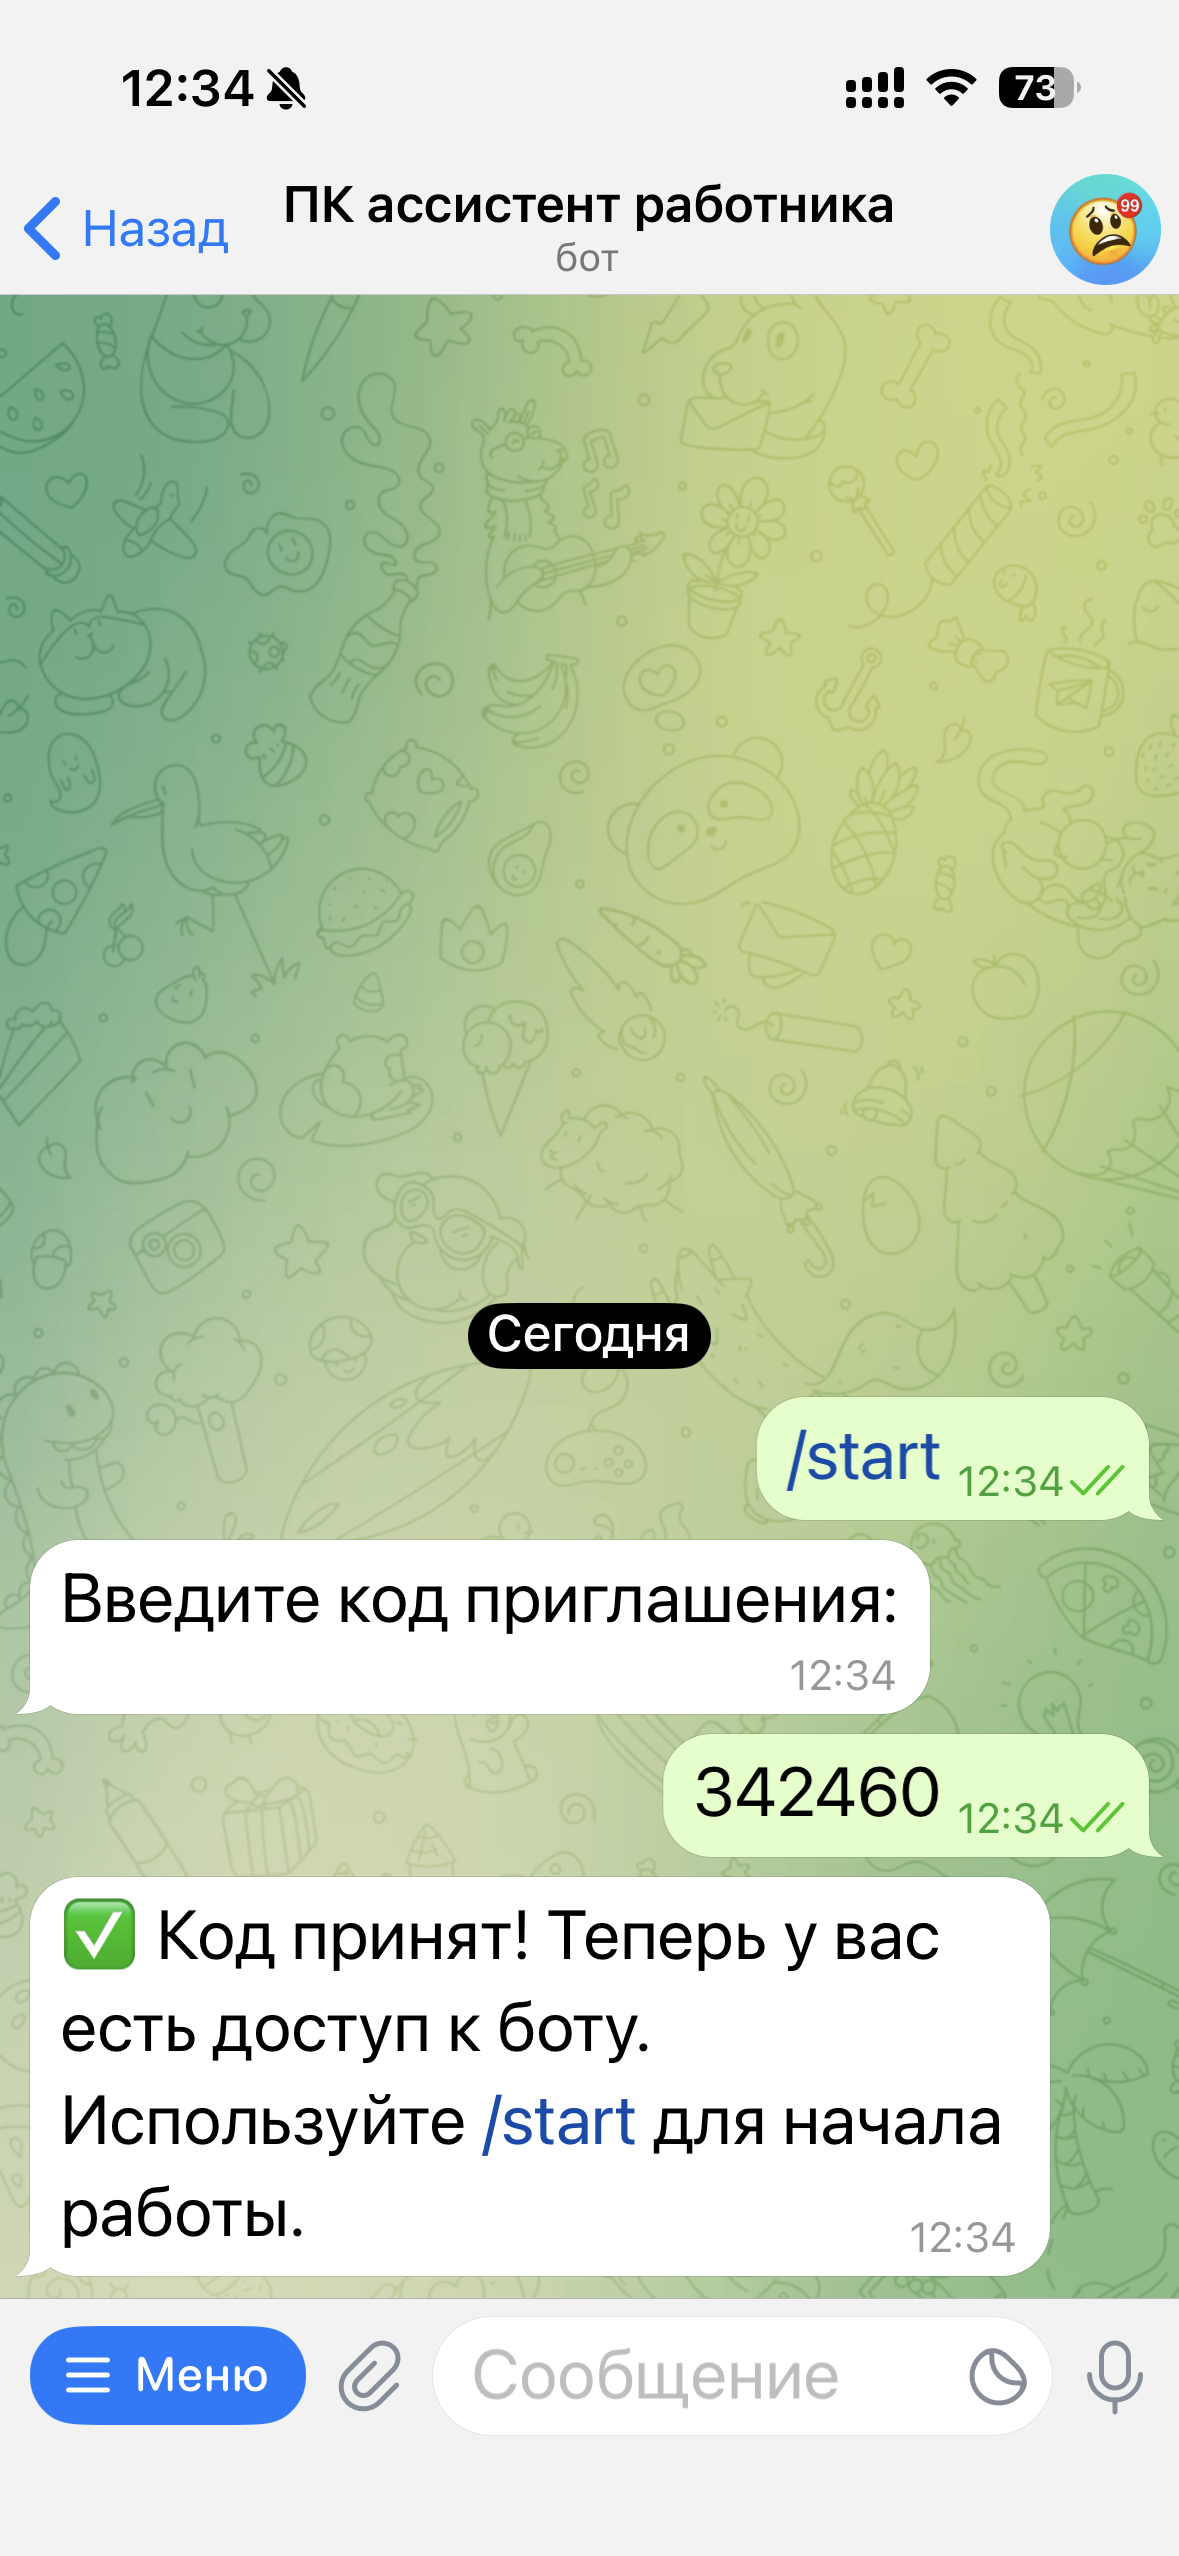 12:34
73
Назад
ПК ассистент работника
бот
99
Сегодня
/start 12:34
Введите код приглашения:
12:34
342460 12:34
✅ Код принят! Теперь у вас
есть доступ к боту.
Используйте /start для начала
работы.
12:34
Меню
Сообщение